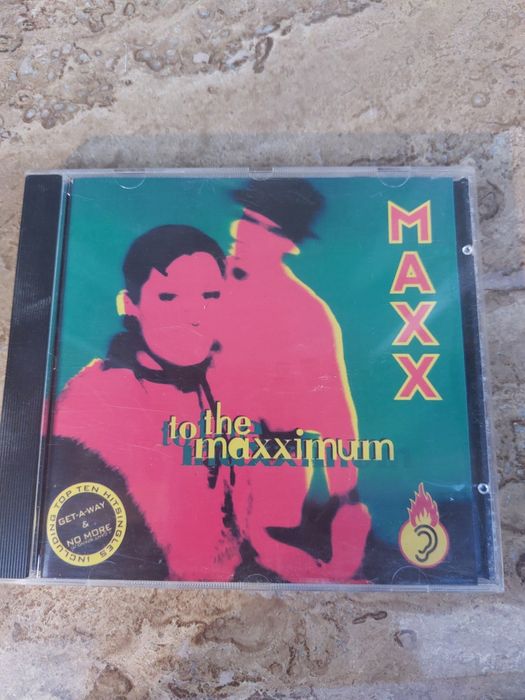 MAXX
to the
maxximum
INCLUDING TOP TEN HITSINGLES
GET-A-WAY
&
NO MORE